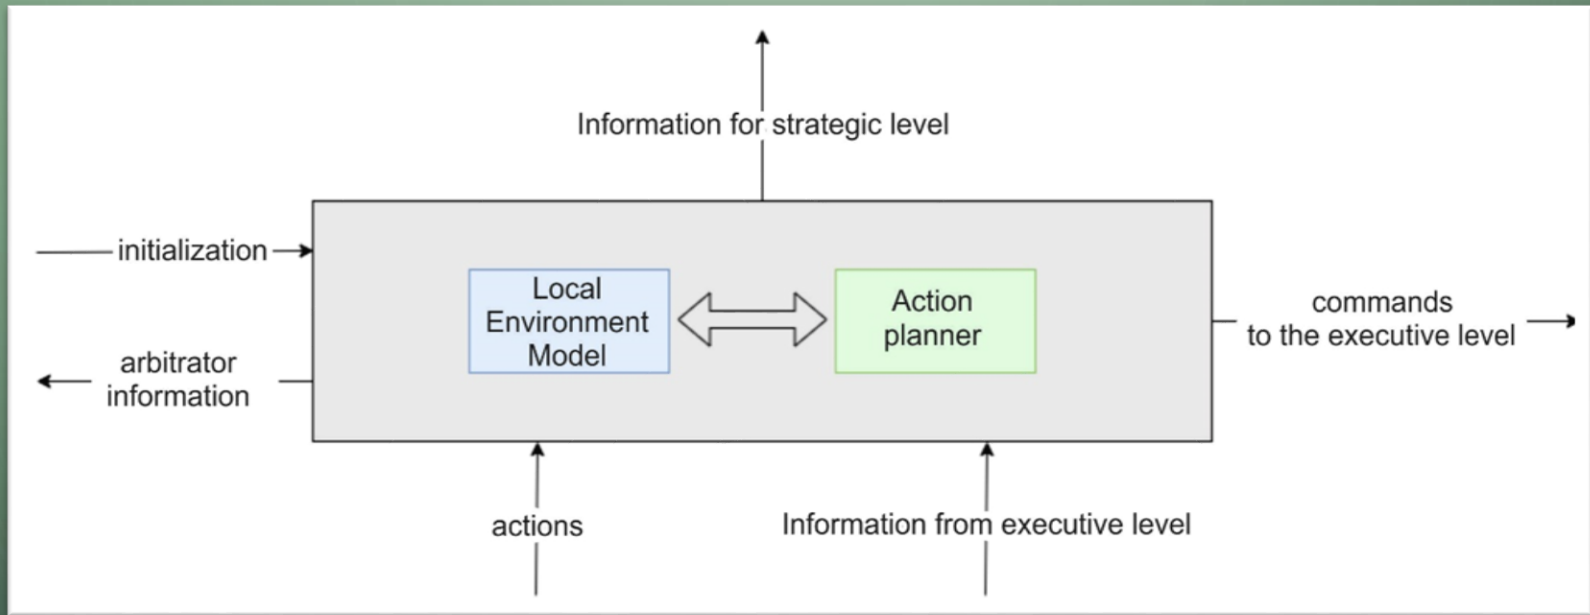 Information for strategic level
initialization
Local
Environment
Model
Action
planner
commands
to the executive level
arbitrator
information
actions
Information from executive level